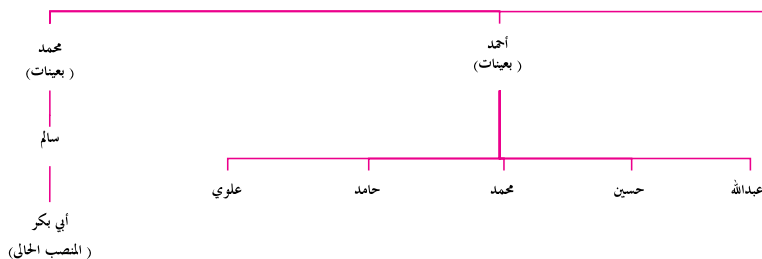 أحمد
( بعينات)
محمد
( بعينات)
سالم
عبدالله
حسين
محمد
حامد
علوي
أبي بكر
( المنصب الحالي)